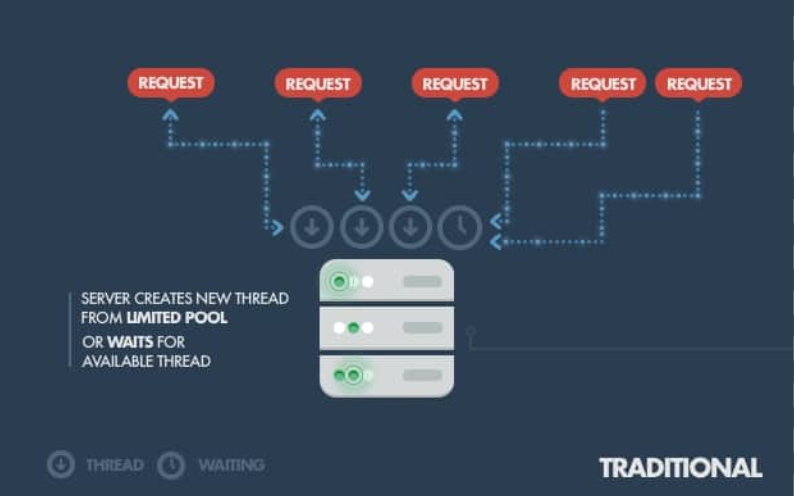 REQUEST
REQUEST
REQUEST
REQUEST
REQUEST
SERVER CREATES NEW THREAD
FROM LIMITED POOL
OR WAITS FOR
AVAILABLE THREAD
THREAD
WAITING
TRADITIONAL